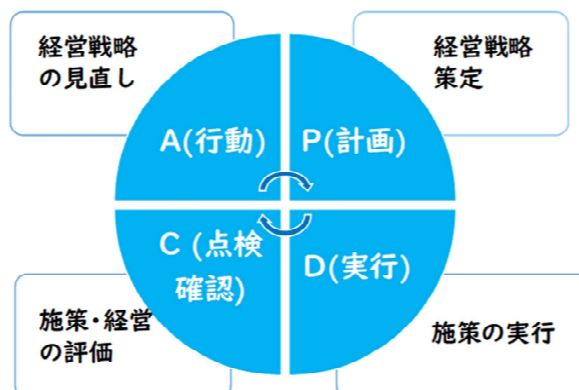 経営戦略
の見直し
経営戦略
策定
A(行動)
P(計画)
C (点検
確認)
D(実行)
施策・経営
の評価
施策の実行